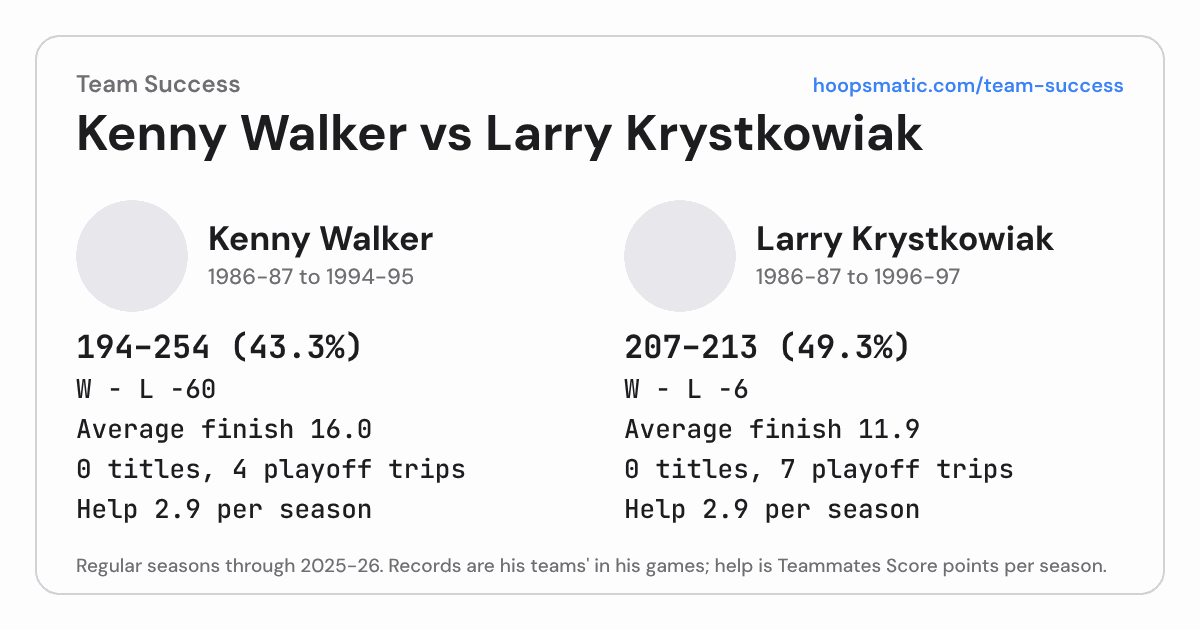 Team Success
hoopsmatic.com/team-success
Kenny Walker vs Larry Krystkowiak
Kenny Walker
1986-87 to 1994-95
194-254 (43.3%)
W - L -60
Average finish 16.0
0 titles, 4 playoff trips
Help 2.9 per season
Larry Krystkowiak
1986-87 to 1996-97
207-213 (49.3%)
W - L -6
Average finish 11.9
0 titles, 7 playoff trips
Help 2.9 per season
Regular seasons through 2025-26. Records are his teams' in his games; help is Teammates Score points per season.